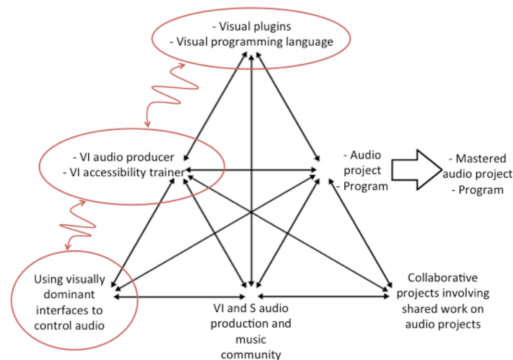 - Visual plugins
- Visual programming language
- VI audio producer
- VI accessibility trainer
- Audio
project
- Program
- Mastered
audio project
- Program
Using visually
dominant
interfaces to
control audio
VI and S audio
production and
music
community
Collaborative
projects involving
shared work on
audio projects